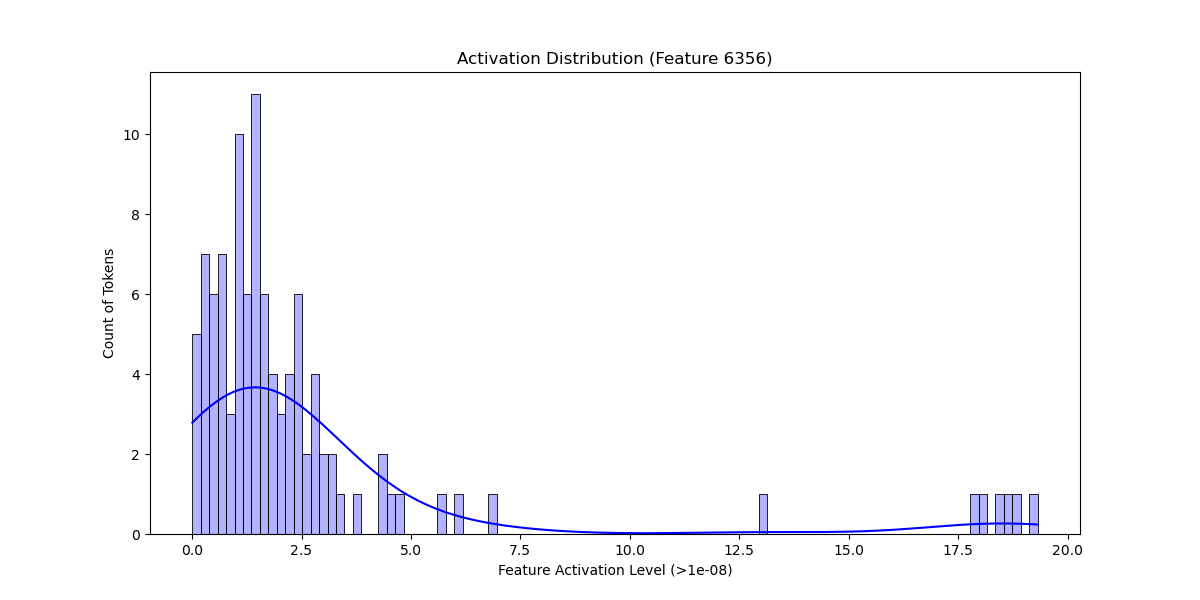 Activation Distribution (Feature 6356)
Count of Tokens
10
8
6
4
2
0
0.0 2.5 5.0 7.5 10.0 12.5 15.0 17.5 20.0
Feature Activation Level (>1e-08)